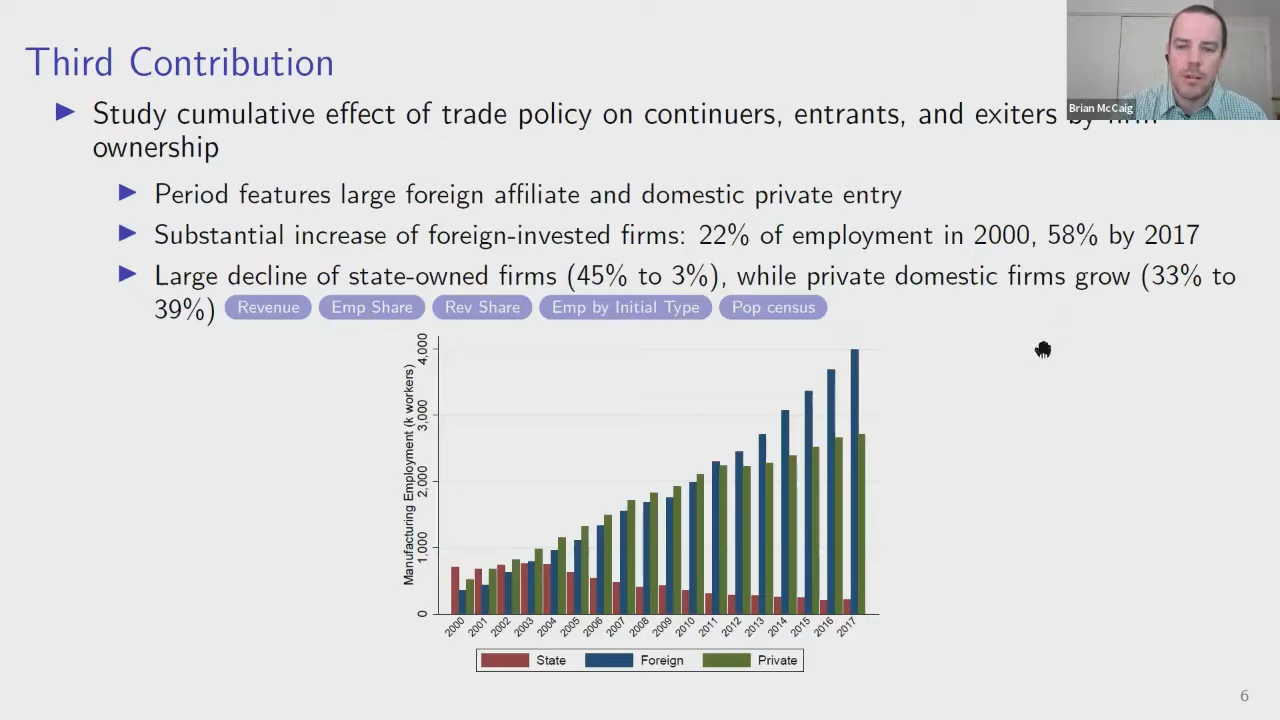 Third Contribution
Brian McCaig
Study cumulative effect of trade policy on continuers, entrants, and exiters by firm
ownership
Period features large foreign affiliate and domestic private entry
Substantial increase of foreign-invested firms: 22% of employment in 2000, 58% by 2017
Large decline of state-owned firms (45% to 3%), while private domestic firms grow (33% to
39%) Revenue Emp Share Rev Share Emp by Initial Type Pop census
Manufacturing Employment (k workers)
4,000
3,000
2,000
1,000
0
2000 2001 2002 2003 2004 2005 2006 2007 2008 2009 2010 2011 2012 2013 2014 2015 2016 2017
State Foreign Private
6